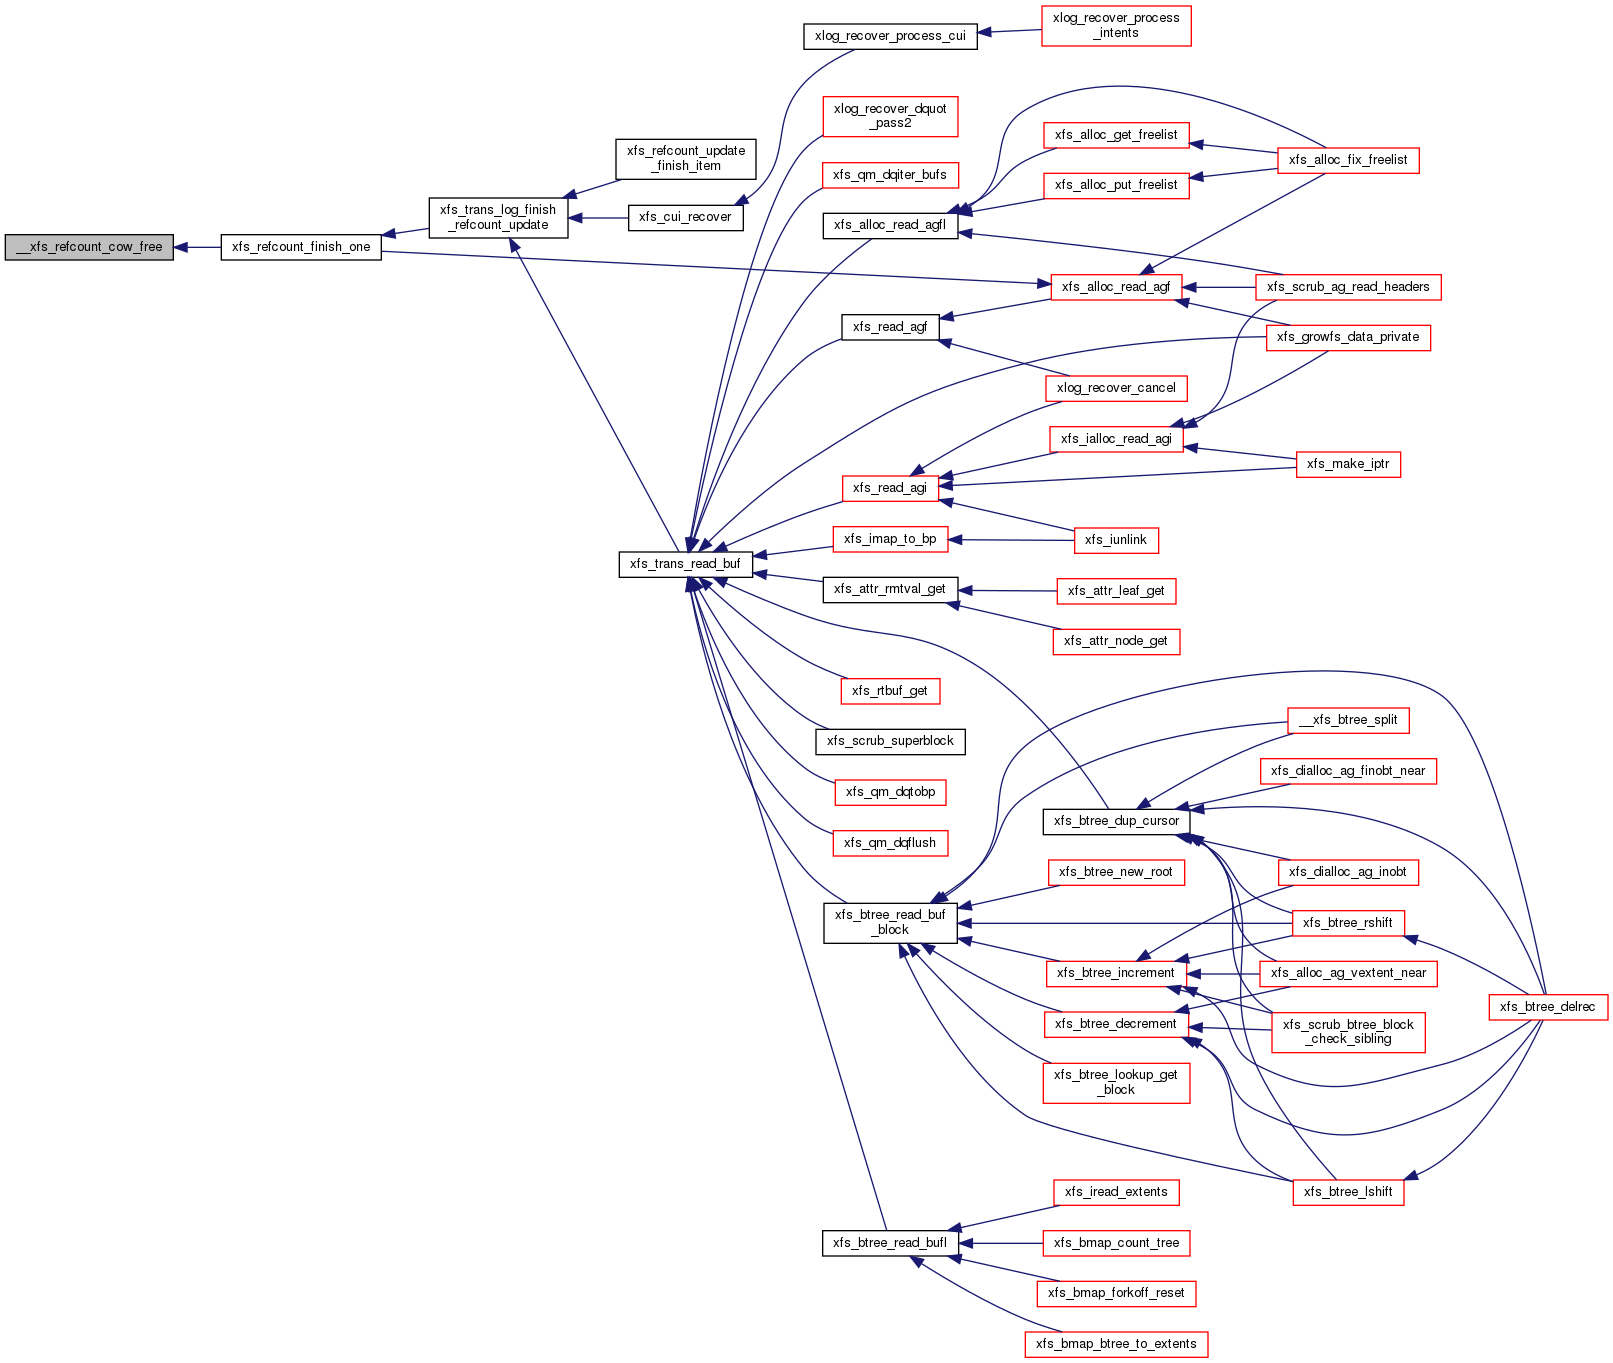 xlog_recover_process
_intents
xlog_recover_process_cui
xlog_recover_dquot
_pass2
xfs_alloc_get_freelist
xfs_refcount_update
_finish_item
xfs_alloc_fix_freelist
xfs_qm_dqiter_bufs
xfs_alloc_put_freelist
xfs_trans_log_finish
_refcount_update
xfs_cui_recover
xfs_alloc_read_agfl
__xfs_refcount_cow_free
xfs_refcount_finish_one
xfs_alloc_read_agf
xfs_scrub_ag_read_headers
xfs_read_agf
xfs_growfs_data_private
xlog_recover_cancel
xfs_ialloc_read_agi
xfs_make_iptr
xfs_read_agi
xfs_imap_to_bp
xfs_iunlink
xfs_trans_read_buf
xfs_attr_rmtval_get
xfs_attr_leaf_get
xfs_attr_node_get
xfs_rtbuf_get
__xfs_btree_split
xfs_scrub_superblock
xfs_dialloc_ag_finobt_near
xfs_qm_dqtobp
xfs_btree_dup_cursor
xfs_qm_dqflush
xfs_btree_new_root
xfs_dialloc_ag_inobt
xfs_btree_read_buf
_block
xfs_btree_rshift
xfs_btree_increment
xfs_alloc_ag_vextent_near
xfs_btree_delrec
xfs_btree_decrement
xfs_scrub_btree_block
_check_sibling
xfs_btree_lookup_get
_block
xfs_iread_extents
xfs_btree_lshift
xfs_btree_read_bufl
xfs_bmap_count_tree
xfs_bmap_forkoff_reset
xfs_bmap_btree_to_extents